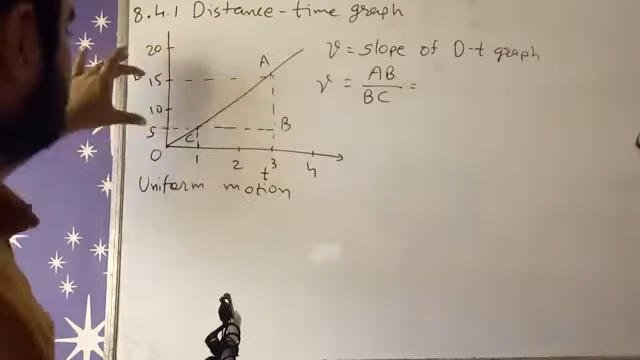 8.4.1 Distance-time graph
v = slope of D-t graph
v = AB / BC =
20
A
15
10
5
C
B
0
1
2
3
4
t
Uniform motion